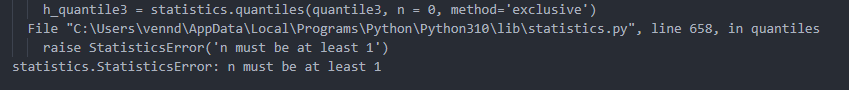 h_quantile3 = statistics.quantiles(quantile3, n = 0, method='exclusive')
File "C:\Users\vennd\AppData\Local\Programs\Python\Python310\lib\statistics.py", line 658, in quantiles
raise StatisticsError('n must be at least 1')
statistics.StatisticsError: n must be at least 1